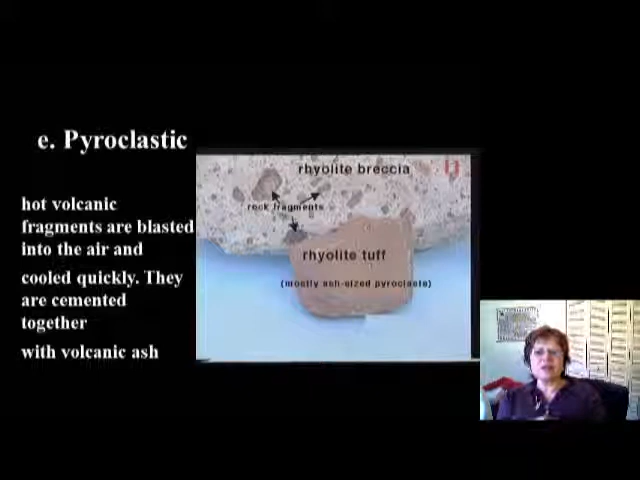 e. Pyroclastic
hot volcanic
fragments are blasted
into the air and
cooled quickly. They
are cemented
together
with volcanic ash
rhyolite breccia
rock fragments
rhyolite tuff
(mostly ash-sized pyroclasts)